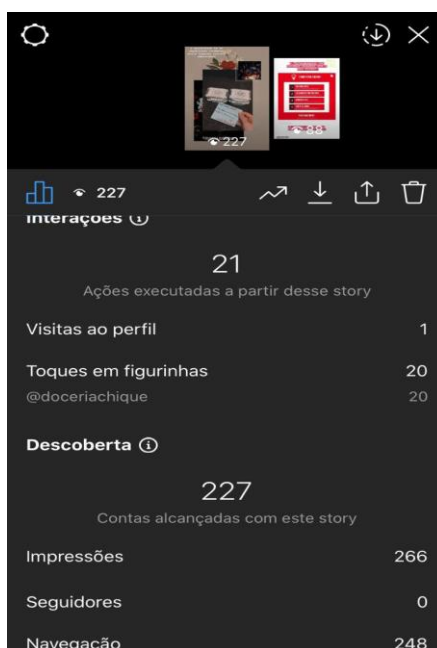 227
88
227
Interações
21
Ações executadas a partir desse story
Visitas ao perfil 1
Toques em figurinhas 20
@doceriachique 20
Descoberta
227
Contas alcançadas com este story
Impressões 266
Seguidores 0
Navegação 248